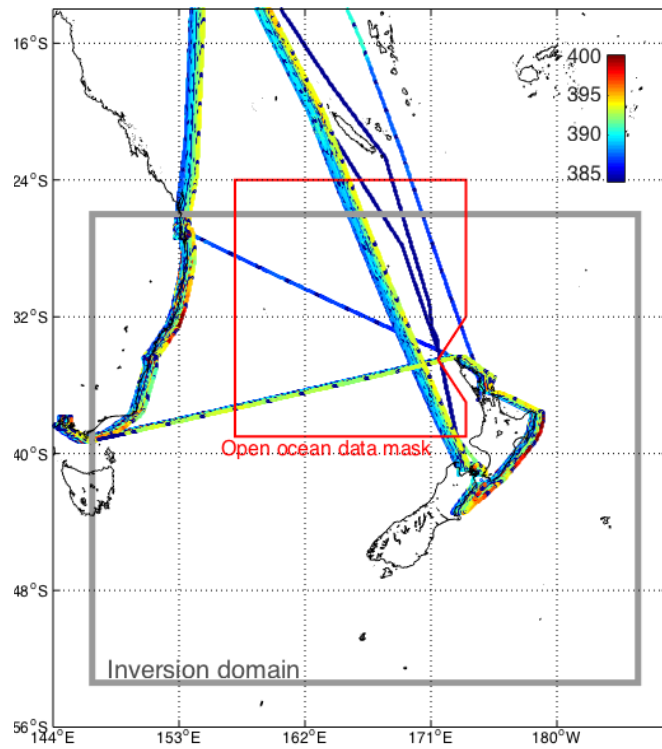 16°S
400
395
390
385
24°S
32°S
40°S
Open ocean data mask
48°S
Inversion domain
56°S
144°E
153°E
162°E
171°E
180°W